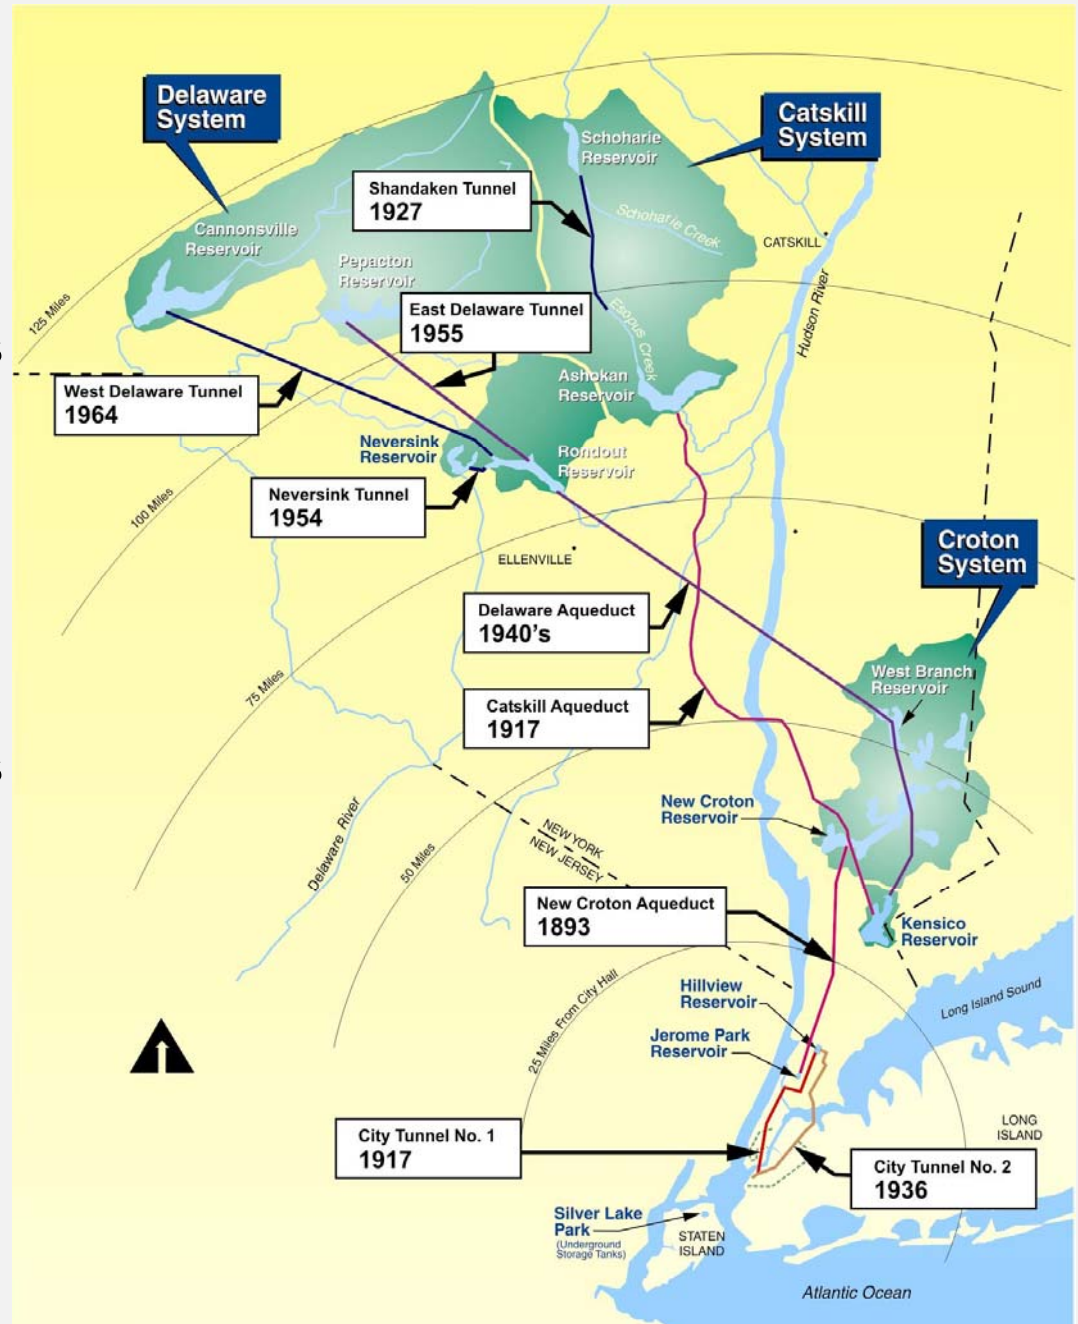 Delaware
System
Catskill
System
Schoharie
Reservoir
Shandaken Tunnel
1927
Schoharie Creek
CATSKILL
Cannonsville
Reservoir
Pepacton
Reservoir
125 Miles
Hudson River
East Delaware Tunnel
1955
Esopus Creek
Ashokan
Reservoir
West Delaware Tunnel
1964
Neversink
Reservoir
Rondout
Reservoir
Neversink Tunnel
1954
100 Miles
ELLENVILLE
Croton
System
Delaware Aqueduct
1940's
West Branch
Reservoir
75 Miles
Catskill Aqueduct
1917
New Croton
Reservoir
NEW YORK
NEW JERSEY
Delaware River
50 Miles
New Croton Aqueduct
1893
Kensico
Reservoir
Hillview
Reservoir
Long Island Sound
25 Miles From City Hall
Jerome Park
Reservoir
LONG
ISLAND
City Tunnel No. 1
1917
City Tunnel No. 2
1936
Silver Lake
Park
(Underground
Storage Tanks)
STATEN
ISLAND
Atlantic Ocean